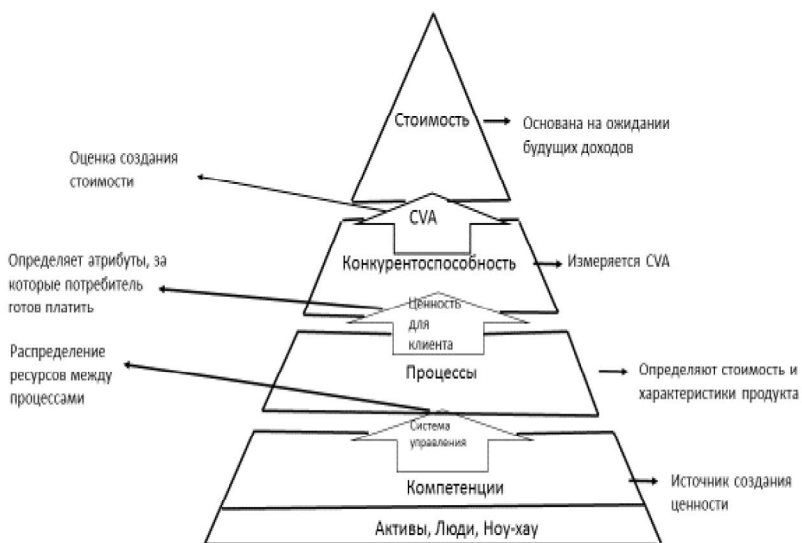 Стоимость
Основана на ожидании
будущих доходов
Оценка создания
стоимости
CVA
Конкурентоспособность
Измеряется CVA
Определяет атрибуты, за
которые потребитель
готов платить
Ценность
для
клиента
Распределение
ресурсов между
процессами
Процессы
Определяют стоимость и
характеристики продукта
Система
управления
Компетенции
Источник создания
ценности
Активы, Люди, Ноу-хау